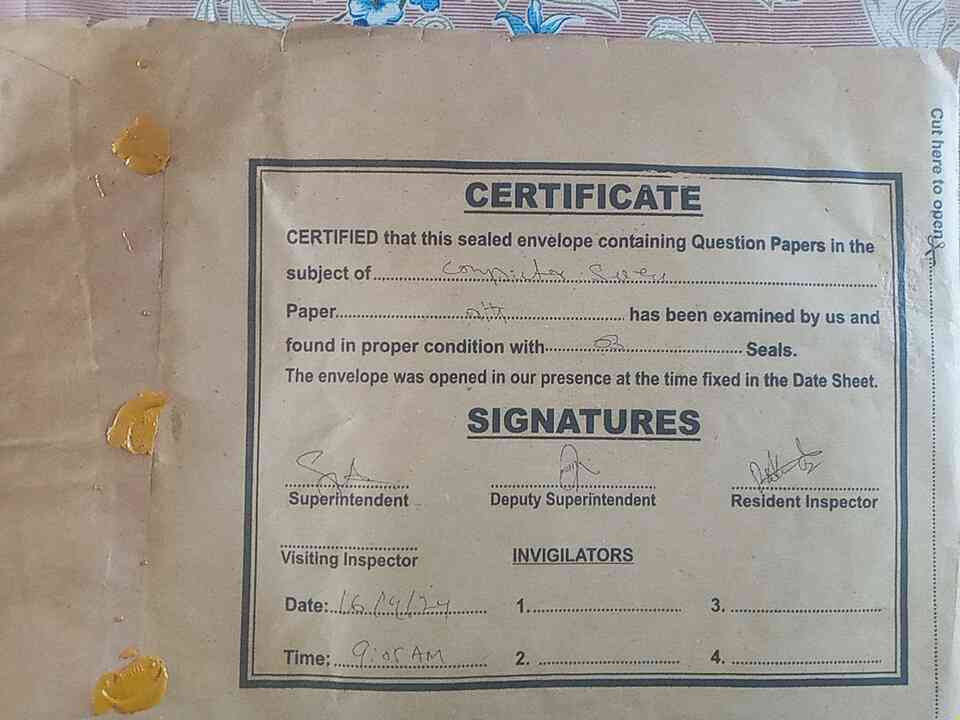 Cut here to open
CERTIFICATE
CERTIFIED that this sealed envelope containing Question Papers in the
subject of Computer
Paper has been examined by us and
found in proper condition with 03 Seals.
The envelope was opened in our presence at the time fixed in the Date Sheet.
SIGNATURES
Superintendent Deputy Superintendent Resident Inspector
Visiting Inspector INVIGILATORS
Date: 16/9/24 1. 3.
Time: 9:05 AM 2. 4.